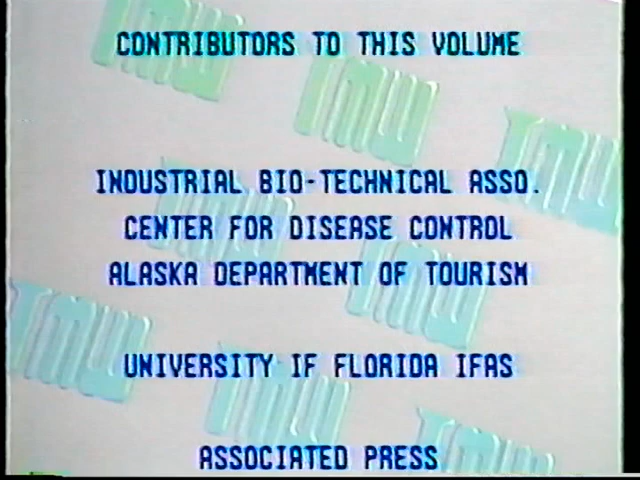 CONTRIBUTORS TO THIS VOLUME
INDUSTRIAL BIO-TECHNICAL ASSO.
CENTER FOR DISEASE CONTROL
ALASKA DEPARTMENT OF TOURISM
UNIVERSITY IF FLORIDA IFAS
ASSOCIATED PRESS